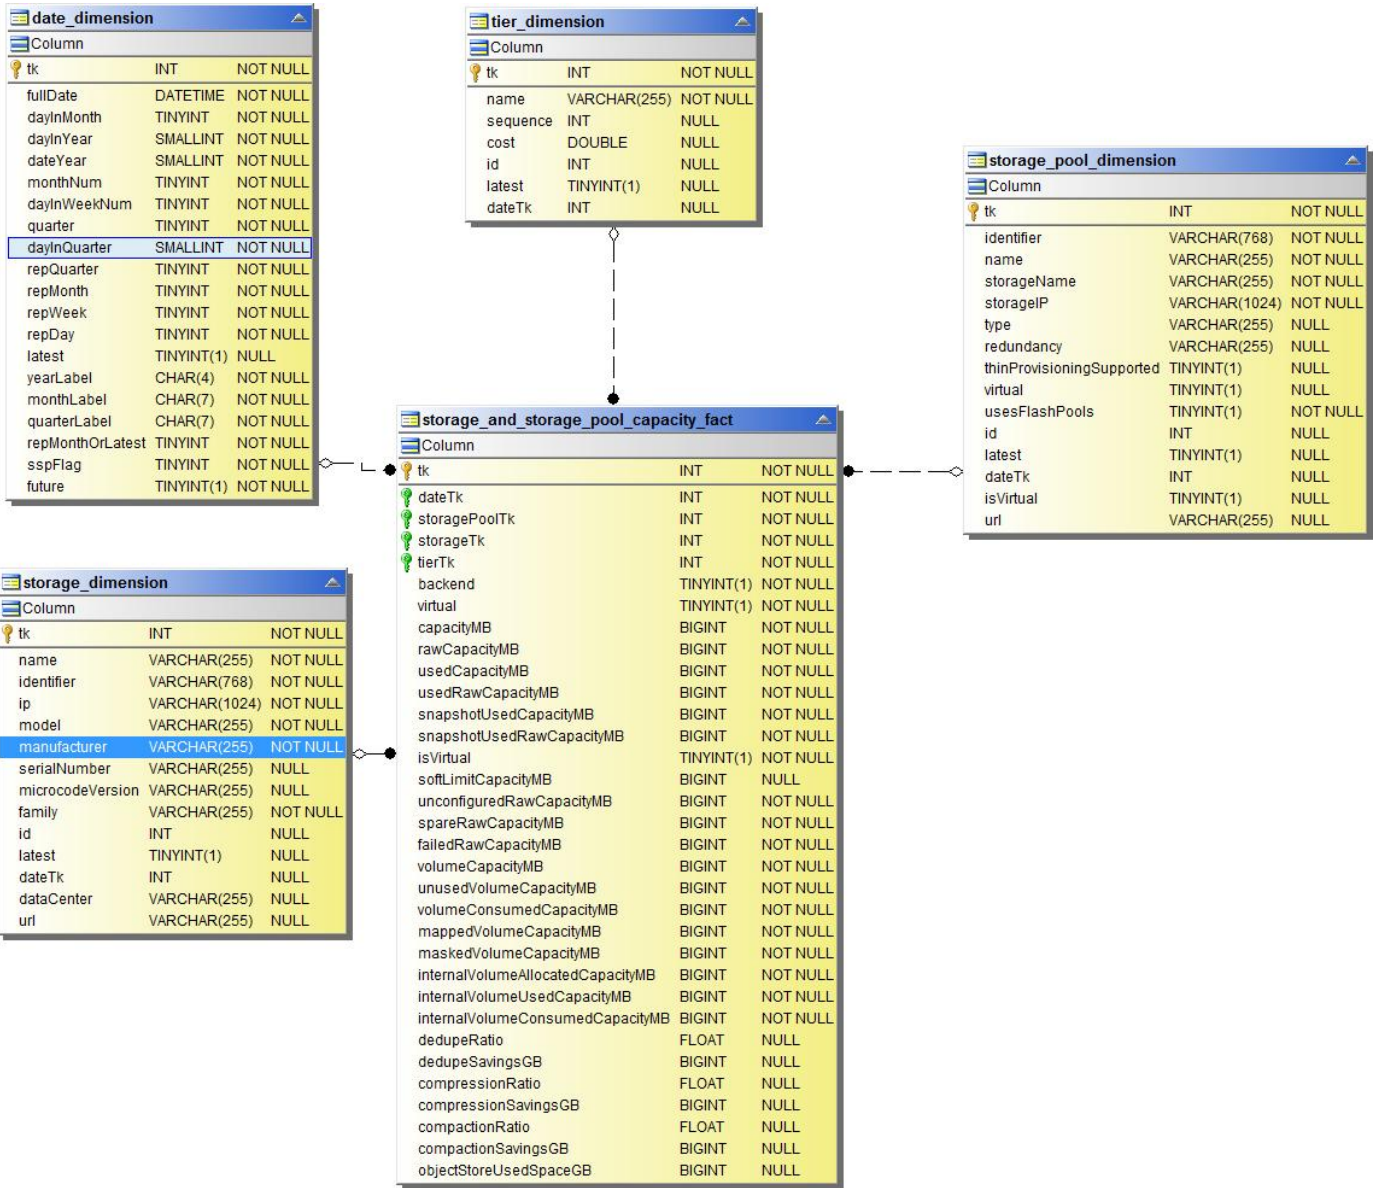 date_dimension
Column
tk INT NOT NULL
fullDate DATETIME NOT NULL
dayInMonth TINYINT NOT NULL
dayInYear SMALLINT NOT NULL
dateYear SMALLINT NOT NULL
monthNum TINYINT NOT NULL
dayInWeekNum TINYINT NOT NULL
quarter TINYINT NOT NULL
dayInQuarter SMALLINT NOT NULL
repQuarter TINYINT NOT NULL
repMonth TINYINT NOT NULL
repWeek TINYINT NOT NULL
repDay TINYINT NOT NULL
latest TINYINT(1) NULL
yearLabel CHAR(4) NOT NULL
monthLabel CHAR(7) NOT NULL
quarterLabel CHAR(7) NOT NULL
repMonthOrLatest TINYINT NOT NULL
sspFlag TINYINT NOT NULL
future TINYINT(1) NOT NULL
tier_dimension
Column
tk INT NOT NULL
name VARCHAR(255) NOT NULL
sequence INT NULL
cost DOUBLE NULL
id INT NULL
latest TINYINT(1) NULL
dateTk INT NULL
storage_pool_dimension
Column
tk INT NOT NULL
identifier VARCHAR(768) NOT NULL
name VARCHAR(255) NOT NULL
storageName VARCHAR(255) NOT NULL
storageIP VARCHAR(1024) NOT NULL
type VARCHAR(255) NULL
redundancy VARCHAR(255) NULL
thinProvisioningSupported TINYINT(1) NULL
virtual TINYINT(1) NULL
usesFlashPools TINYINT(1) NOT NULL
id INT NULL
latest TINYINT(1) NULL
dateTk INT NULL
isVirtual TINYINT(1) NULL
url VARCHAR(255) NULL
storage_and_storage_pool_capacity_fact
Column
tk INT NOT NULL
dateTk INT NOT NULL
storagePoolTk INT NOT NULL
storageTk INT NOT NULL
tierTk INT NOT NULL
backend TINYINT(1) NOT NULL
virtual TINYINT(1) NOT NULL
capacityMB BIGINT NOT NULL
rawCapacityMB BIGINT NOT NULL
usedCapacityMB BIGINT NOT NULL
usedRawCapacityMB BIGINT NOT NULL
snapshotUsedCapacityMB BIGINT NOT NULL
snapshotUsedRawCapacityMB BIGINT NOT NULL
isVirtual TINYINT(1) NOT NULL
softLimitCapacityMB BIGINT NULL
unconfiguredRawCapacityMB BIGINT NOT NULL
spareRawCapacityMB BIGINT NOT NULL
failedRawCapacityMB BIGINT NOT NULL
volumeCapacityMB BIGINT NOT NULL
unusedVolumeCapacityMB BIGINT NOT NULL
volumeConsumedCapacityMB BIGINT NOT NULL
mappedVolumeCapacityMB BIGINT NOT NULL
maskedVolumeCapacityMB BIGINT NOT NULL
internalVolumeAllocatedCapacityMB BIGINT NOT NULL
internalVolumeUsedCapacityMB BIGINT NOT NULL
internalVolumeConsumedCapacityMB BIGINT NOT NULL
dedupeRatio FLOAT NULL
dedupeSavingsGB BIGINT NULL
compressionRatio FLOAT NULL
compressionSavingsGB BIGINT NULL
compactionRatio FLOAT NULL
compactionSavingsGB BIGINT NULL
objectStoreUsedSpaceGB BIGINT NULL
storage_dimension
Column
tk INT NOT NULL
name VARCHAR(255) NOT NULL
identifier VARCHAR(768) NOT NULL
ip VARCHAR(1024) NOT NULL
model VARCHAR(255) NOT NULL
manufacturer VARCHAR(255) NOT NULL
serialNumber VARCHAR(255) NULL
microcodeVersion VARCHAR(255) NULL
family VARCHAR(255) NOT NULL
id INT NULL
latest TINYINT(1) NULL
dateTk INT NULL
dataCenter VARCHAR(255) NULL
url VARCHAR(255) NULL